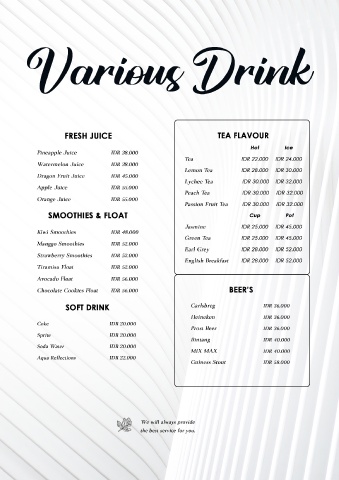 Various Drink
FRESH JUICE
Pineapple Juice IDR 38.000
Watermelon Juice IDR 38.000
Dragon Fruit Juice IDR 45.000
Apple Juice IDR 55.000
Orange Juice IDR 55.000
SMOOTHIES & FLOAT
Kiwi Smoothies IDR 48.000
Manggo Smoothies IDR 52.000
Strawberry Smoothies IDR 52.000
Tiramisu Float IDR 52.000
Avocado Float IDR 56.000
Chocolate Cookies Float IDR 56.000
SOFT DRINK
Coke IDR 20.000
Sprite IDR 20.000
Soda Water IDR 20.000
Aqua Reflections IDR 22.000
TEA FLAVOUR
Hot Ice
Tea IDR 22.000 IDR 24.000
Lemon Tea IDR 28.000 IDR 30.000
Lychee Tea IDR 30.000 IDR 32.000
Peach Tea IDR 30.000 IDR 32.000
Passion Fruit Tea IDR 30.000 IDR 32.000
Cup Pot
Jasmine IDR 25.000 IDR 45.000
Green Tea IDR 25.000 IDR 45.000
Earl Grey IDR 28.000 IDR 52.000
English Breakfast IDR 28.000 IDR 52.000
BEER'S
Carlsberg IDR 36.000
Heineken IDR 36.000
Prost Beer IDR 36.000
Bintang IDR 40.000
MIX MAX IDR 40.000
Guiness Stout IDR 58.000
We will always provide
the best service for you.